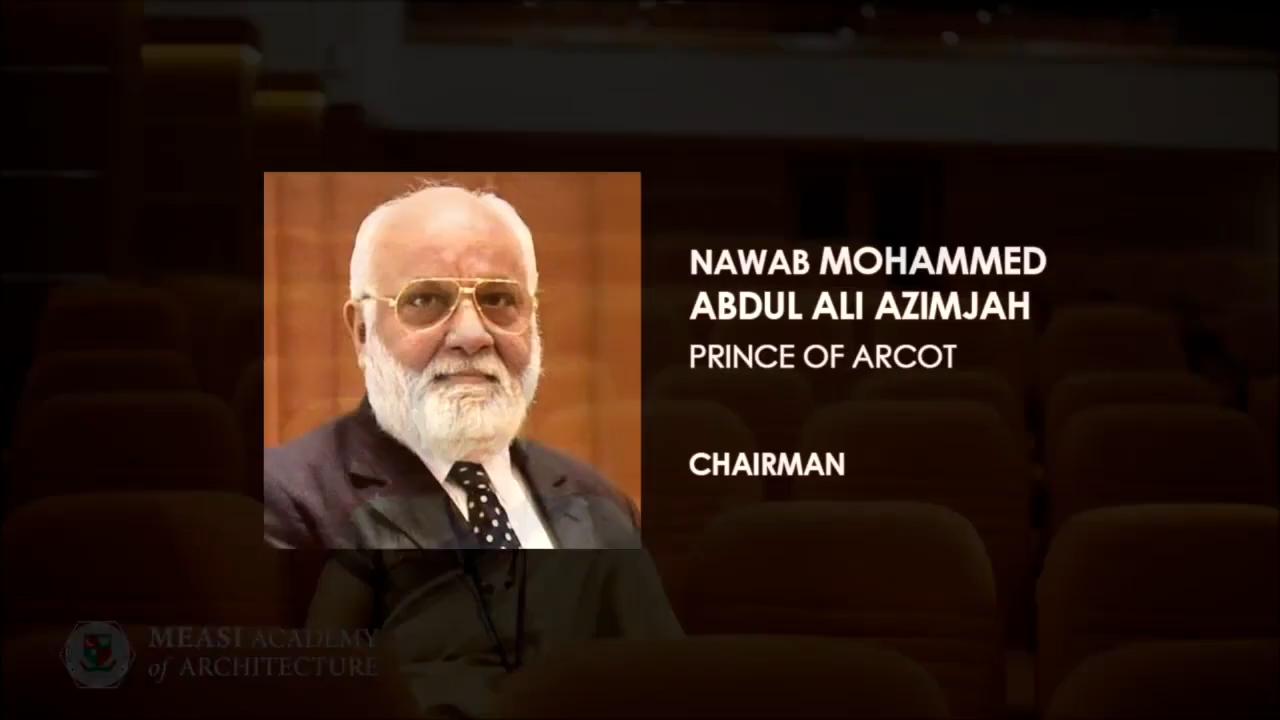 NAWAB MOHAMMED
ABDUL ALI AZIMJAH
PRINCE OF ARCOT
CHAIRMAN
MEASI ACADEMY
of ARCHITECTURE